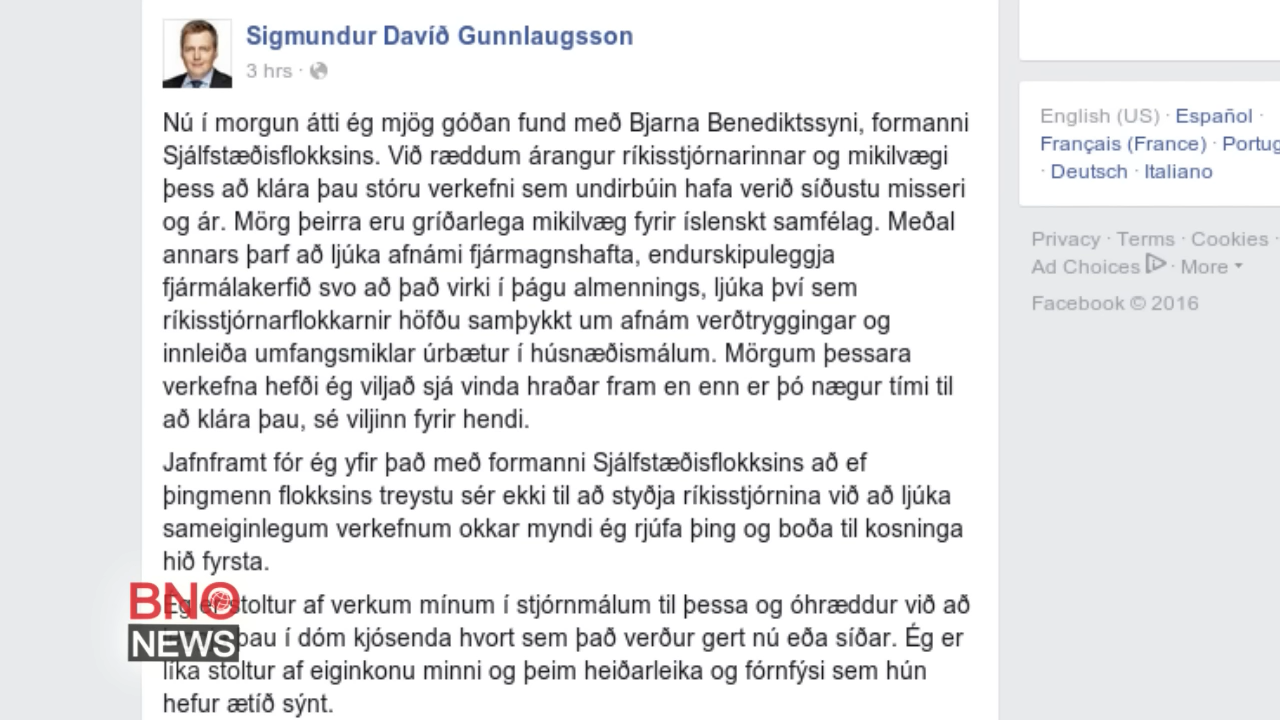 Sigmundur Davíð Gunnlaugsson
3 hrs ·
Nú í morgun átti ég mjög góðan fund með Bjarna Benediktssyni, formanni
Sjálfstæðisflokksins. Við ræddum árangur ríkisstjórnarinnar og mikilvægi
þess að klára þau stóru verkefni sem undirbúin hafa verið síðustu misseri
og ár. Mörg þeirra eru gríðarlega mikilvæg fyrir íslenskt samfélag. Meðal
annars þarf að ljúka afnámi fjármagnshafta, endurskipuleggja
fjármálakerfið svo að það virki í þágu almennings, ljúka því sem
ríkisstjórnarflokkarnir höfðu samþykkt um afnám verðtryggingar og
innleiða umfangsmiklar úrbætur í húsnæðismálum. Mörgum þessara
verkefna hefði ég viljað sjá vinda hraðar fram en enn er þó nægur tími til
að klára þau, sé viljinn fyrir hendi.
Jafnframt fór ég yfir það með formanni Sjálfstæðisflokksins að ef
þingmenn flokksins treystu sér ekki til að styðja ríkisstjórnina við að ljúka
sameiginlegum verkefnum okkar myndi ég rjúfa þing og boða til kosninga
hið fyrsta.
Ég er stoltur af verkum mínum í stjórnmálum til þessa og óhræddur við að
þau í dóm kjósenda hvort sem það verður gert nú eða síðar. Ég er
líka stoltur af eiginkonu minni og þeim heiðarleika og fórnfýsi sem hún
hefur ætíð sýnt.
BNO
NEWS
English (US) · Español ·
Français (France) · Portug
· Deutsch · Italiano
Privacy · Terms · Cookies ·
Ad Choices · More
Facebook © 2016